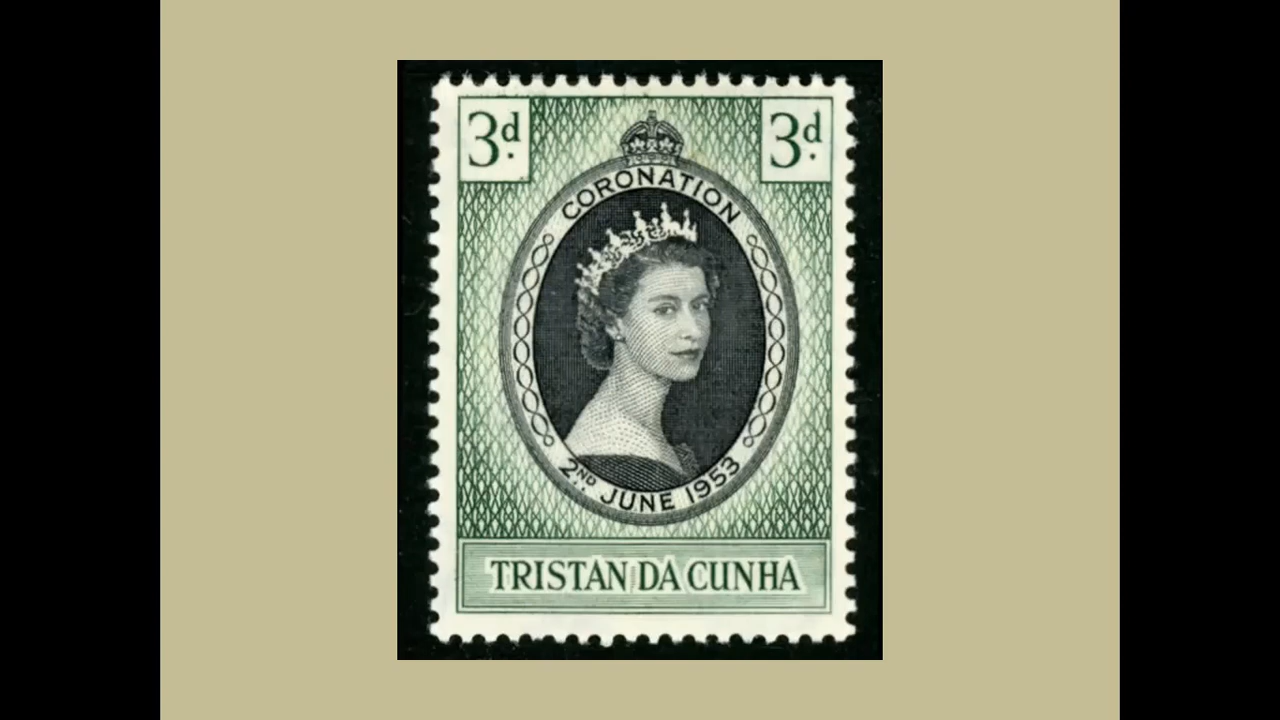 3d.
3d.
CORONATION
2ND. JUNE 1953
TRISTAN DA CUNHA